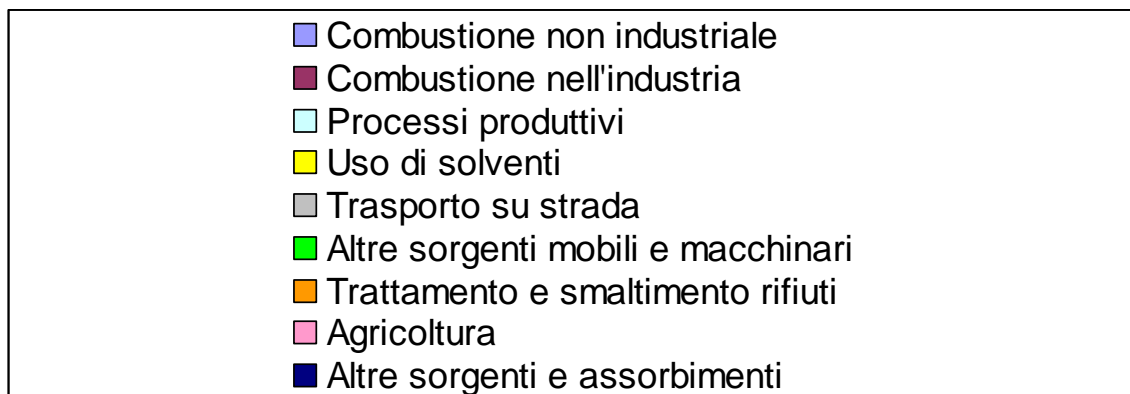 Combustione non industriale
Combustione nell'industria
Processi produttivi
Uso di solventi
Trasporto su strada
Altre sorgenti mobili e macchinari
Trattamento e smaltimento rifiuti
Agricoltura
Altre sorgenti e assorbimenti